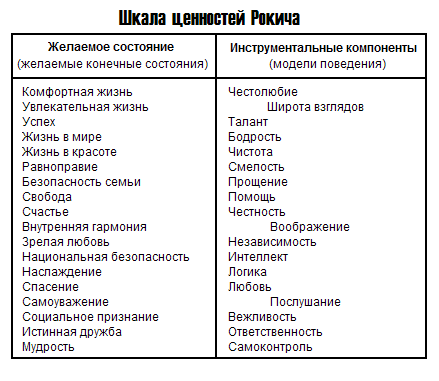 Шкала ценностей Рокича
Желаемое состояние
(желаемые конечные состояния)
Комфортная жизнь
Увлекательная жизнь
Успех
Жизнь в мире
Жизнь в красоте
Равноправие
Безопасность семьи
Свобода
Счастье
Внутренняя гармония
Зрелая любовь
Национальная безопасность
Наслаждение
Спасение
Самоуважение
Социальное признание
Истинная дружба
Мудрость
Инструментальные компоненты
(модели поведения)
Честолюбие
Широта взглядов
Талант
Бодрость
Чистота
Смелость
Прощение
Помощь
Честность
Воображение
Независимость
Интеллект
Логика
Любовь
Послушание
Вежливость
Ответственность
Самоконтроль